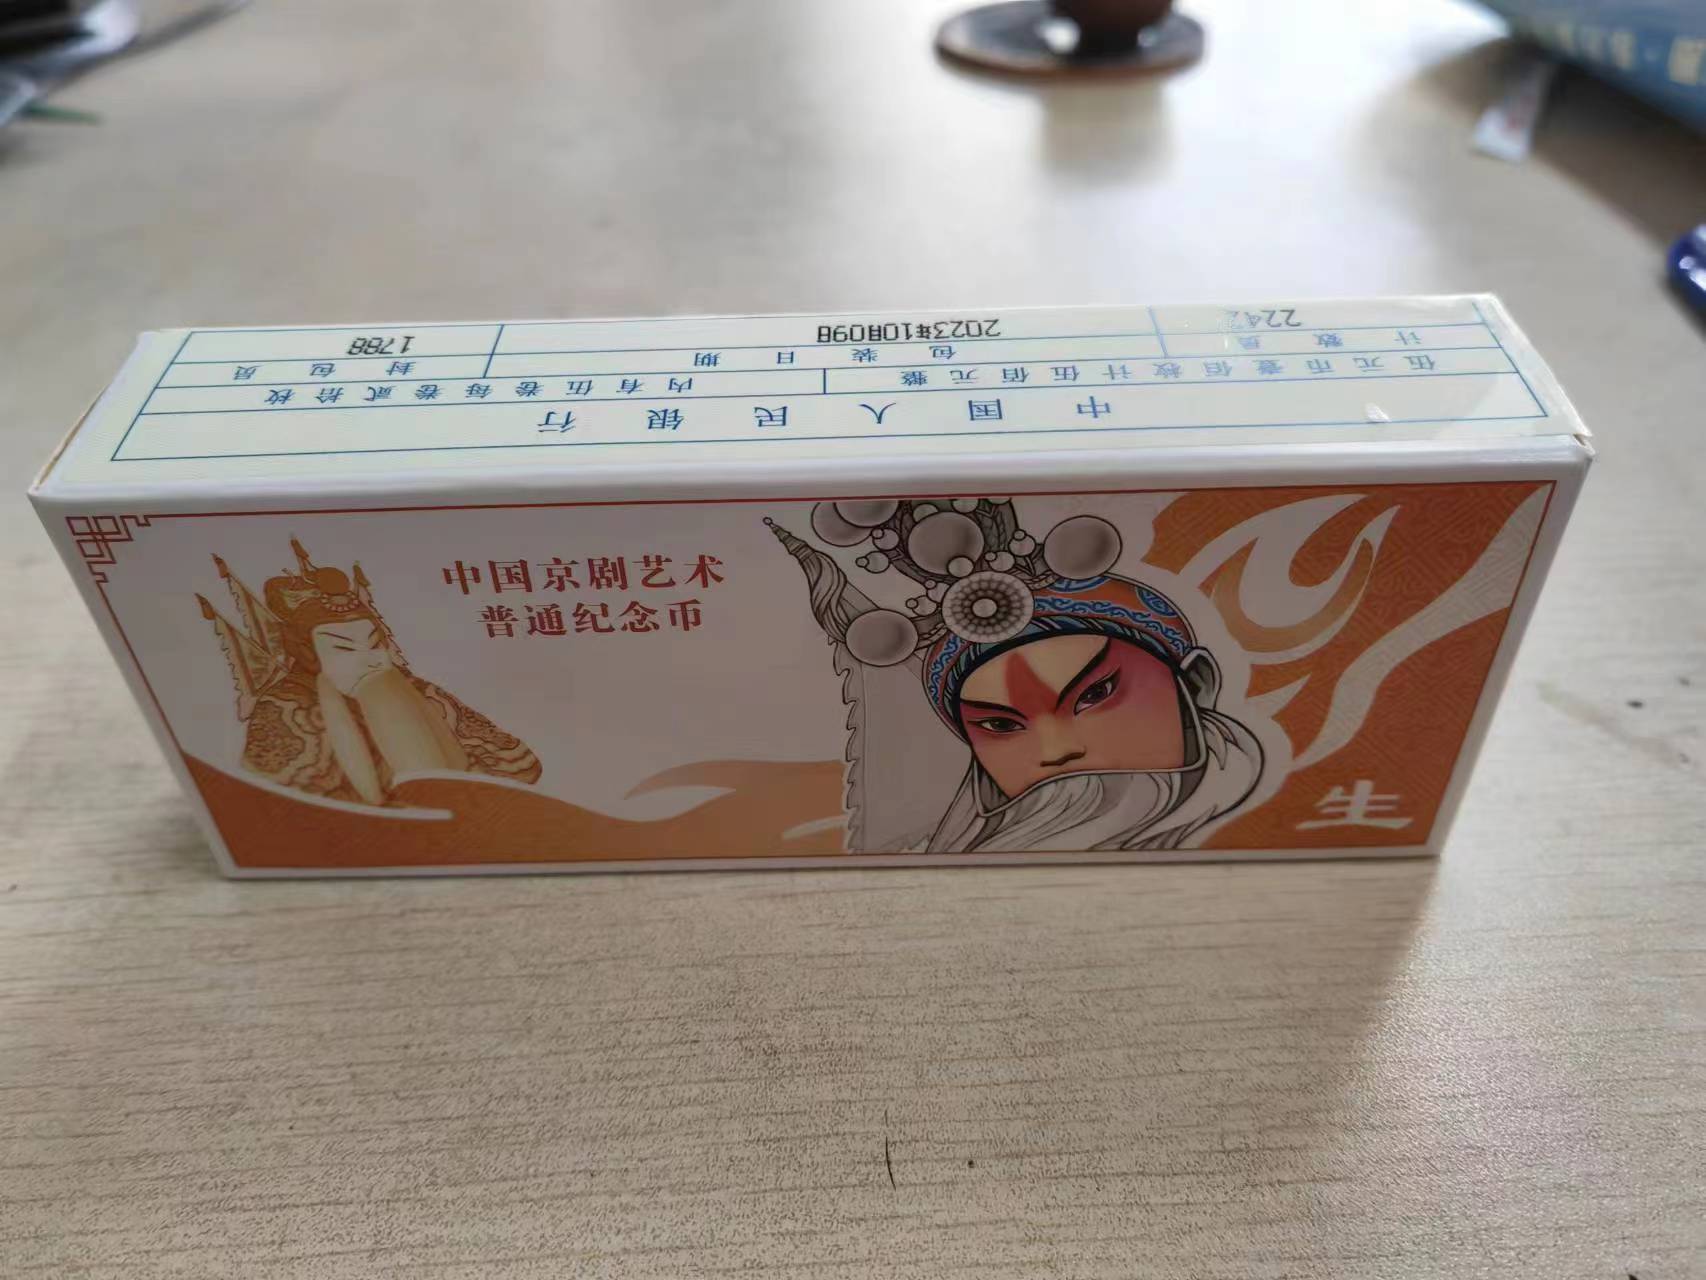 中国人民银行
伍元币壹佰枚计伍佰元整 内有伍卷每卷贰拾枚
计数员 包装日期 封包员
2242 2023年10月09日 1788
中国京剧艺术
普通纪念币
生